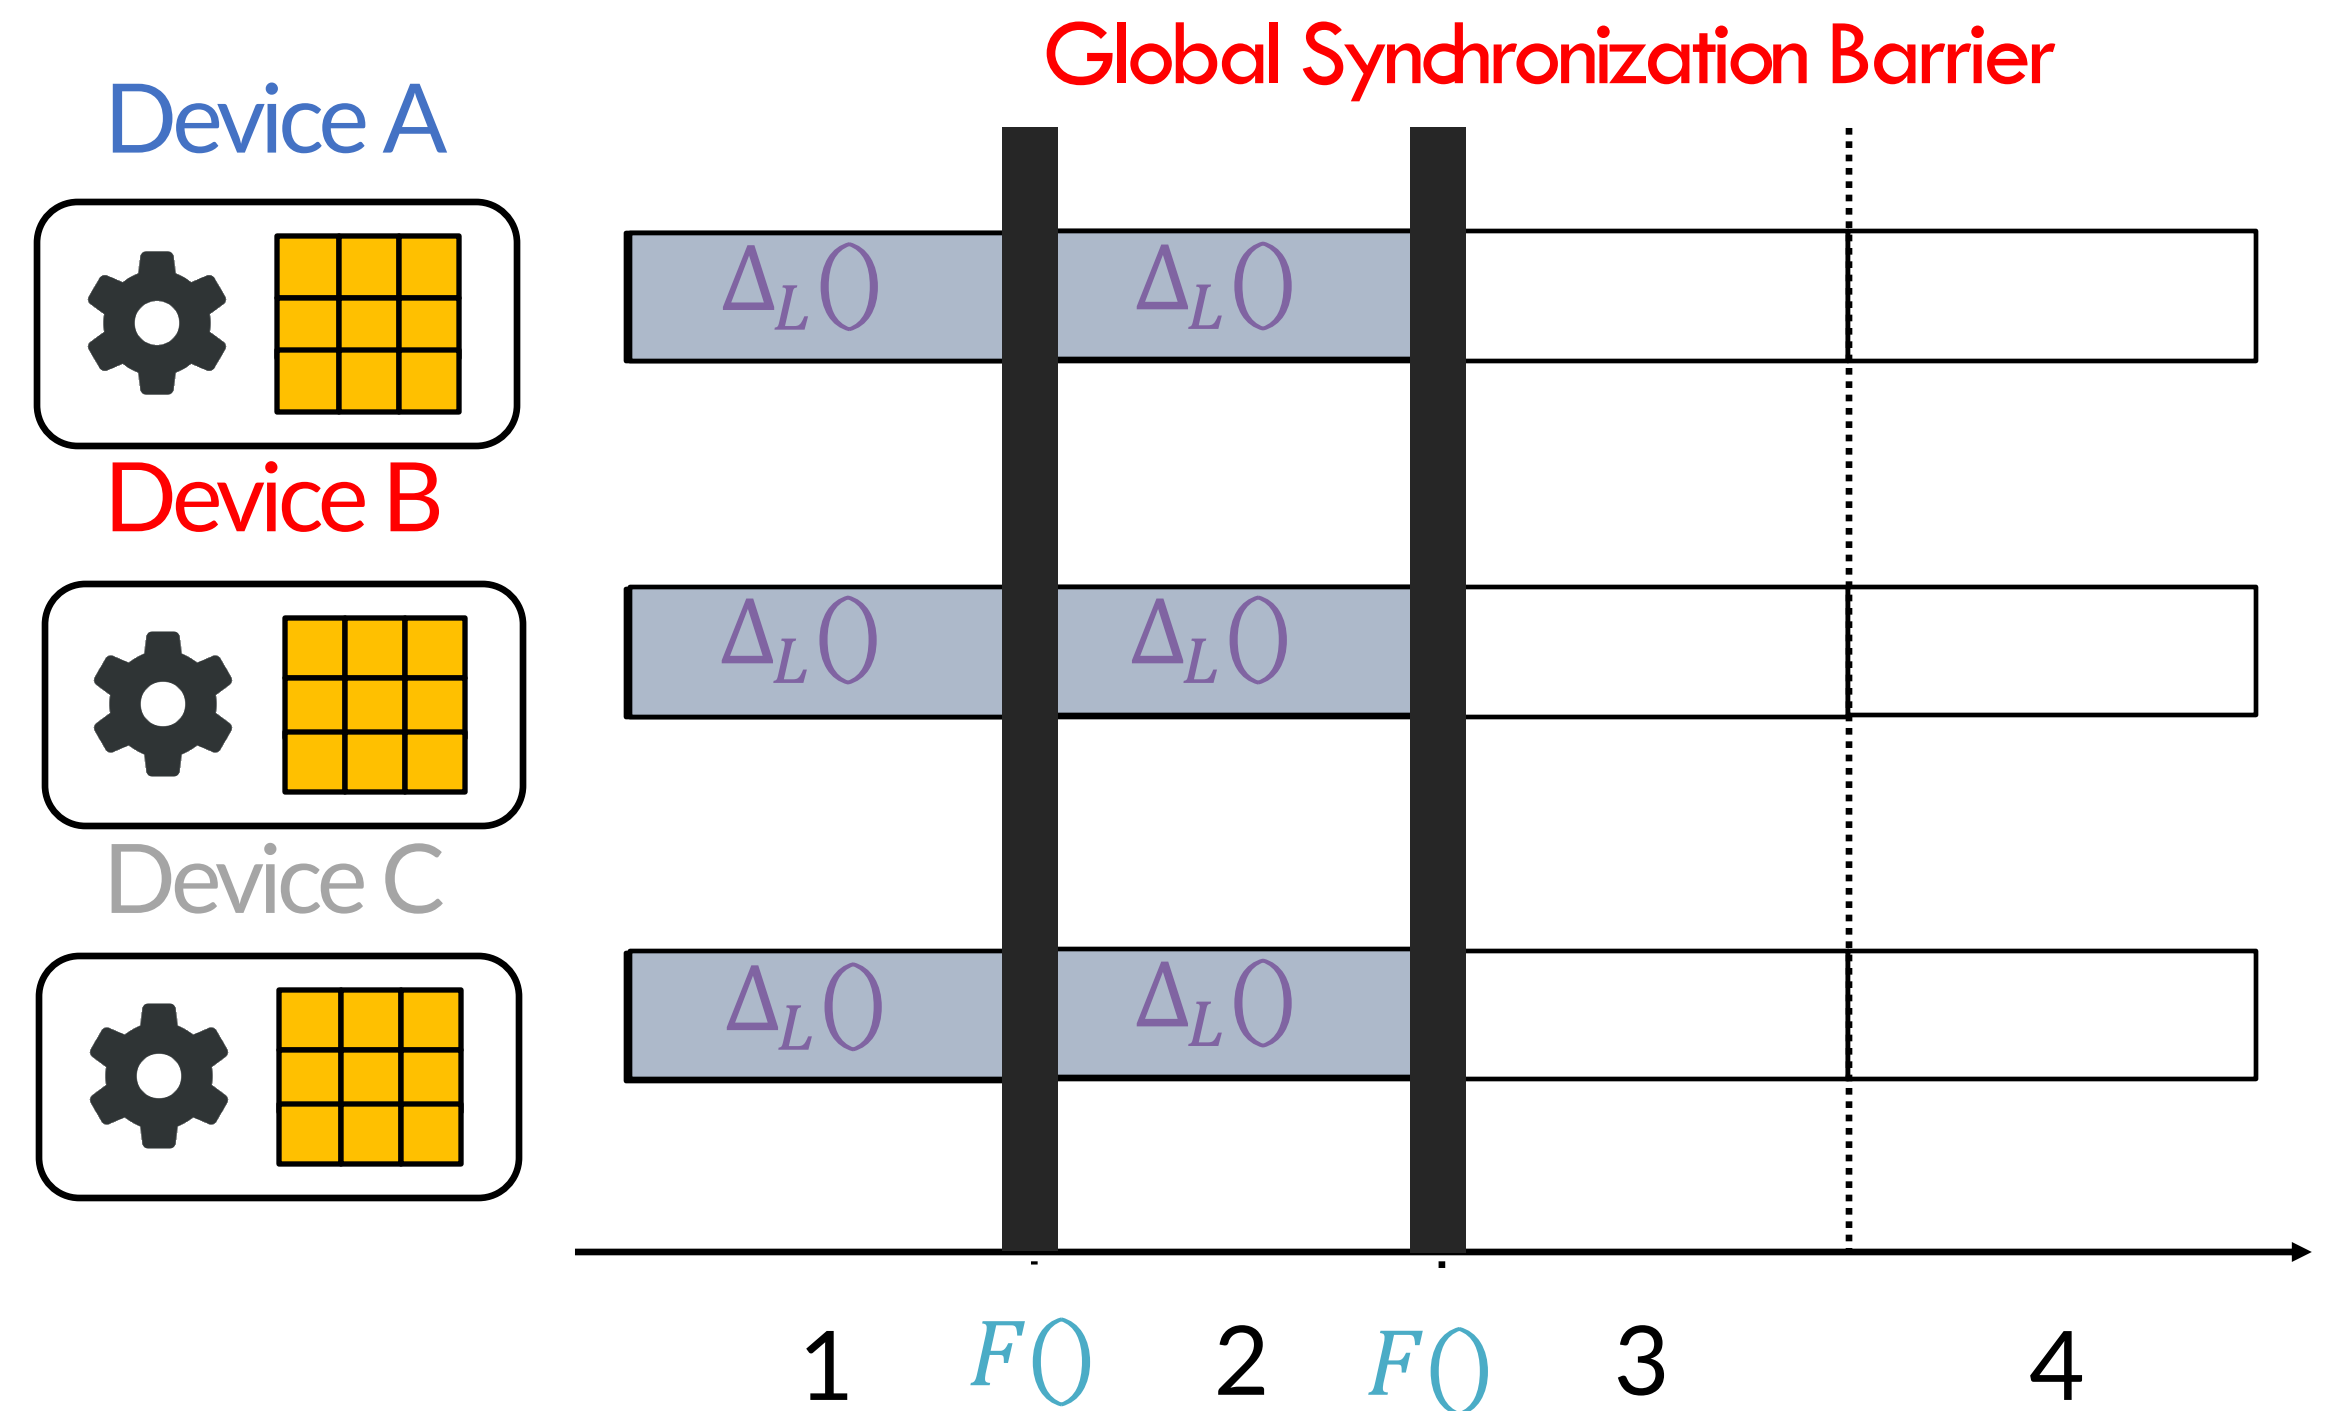 Global Synchronization Barrier
Device A
Δ_L() Δ_L()
Device B
Δ_L() Δ_L()
Device C
Δ_L() Δ_L()
1 F() 2 F() 3 4